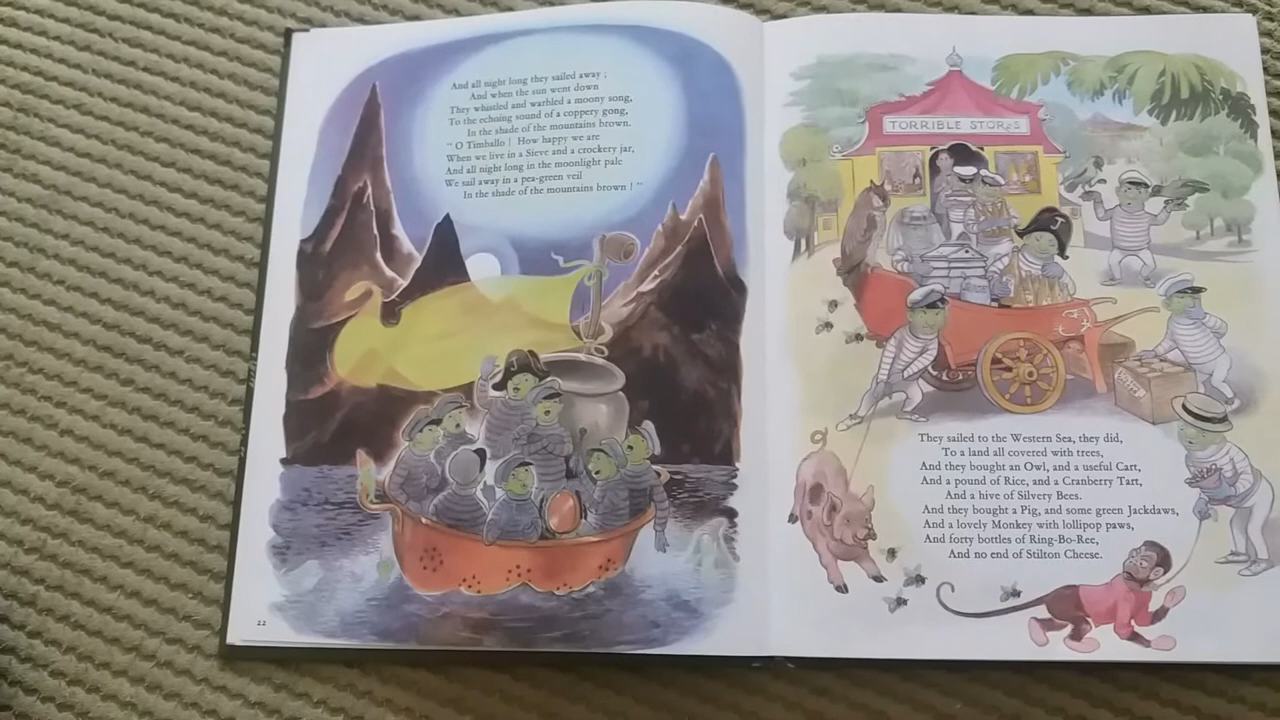 And all night long they sailed away ;
And when the sun went down
They whistled and warbled a moony song,
To the echoing sound of a coppery gong,
In the shade of the mountains brown.
“ O Timballo ! How happy we are
When we live in a Sieve and a crockery jar,
And all night long in the moonlight pale
We sail away in a pea-green veil
In the shade of the mountains brown ! ”
22
TORRIBLE STORES
J
They sailed to the Western Sea, they did,
To a land all covered with trees,
And they bought an Owl, and a useful Cart,
And a pound of Rice, and a Cranberry Tart,
And a hive of Silvery Bees.
And they bought a Pig, and some green Jackdaws,
And a lovely Monkey with lollipop paws,
And forty bottles of Ring-Bo-Ree,
And no end of Stilton Cheese.